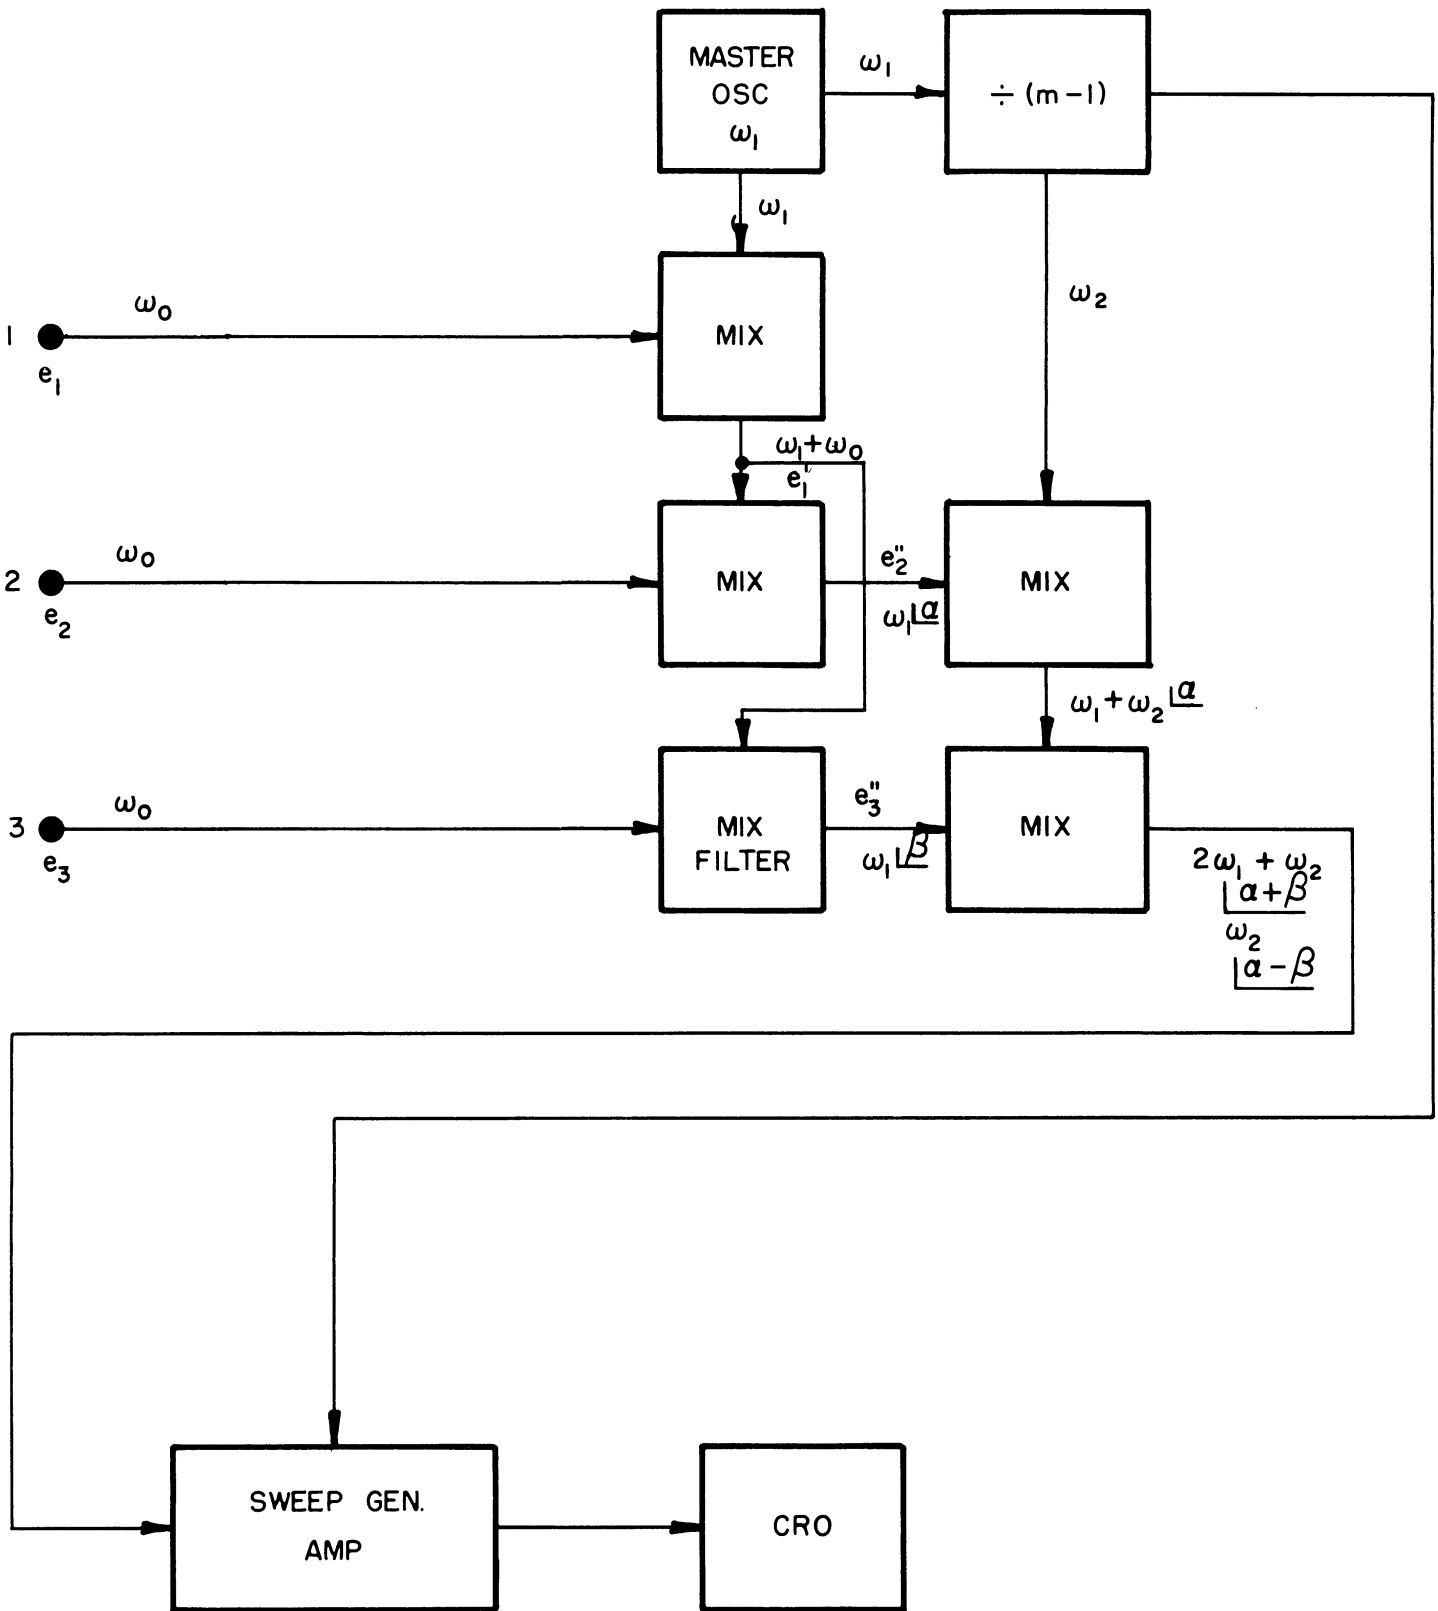 MASTER
OSC
ω₁
ω₁
÷ (m-1)
ω₁
ω₂
1
ω₀
e₁
MIX
ω₁+ω₀
e₁'
2
ω₀
e₂
MIX
e₂''
ω₁ ⌊α
MIX
ω₁+ω₂ ⌊α
3
ω₀
e₃
MIX
FILTER
e₃''
ω₁ ⌊β
MIX
2ω₁ + ω₂
⌊α+β
ω₂
⌊α-β
SWEEP GEN.
AMP
CRO